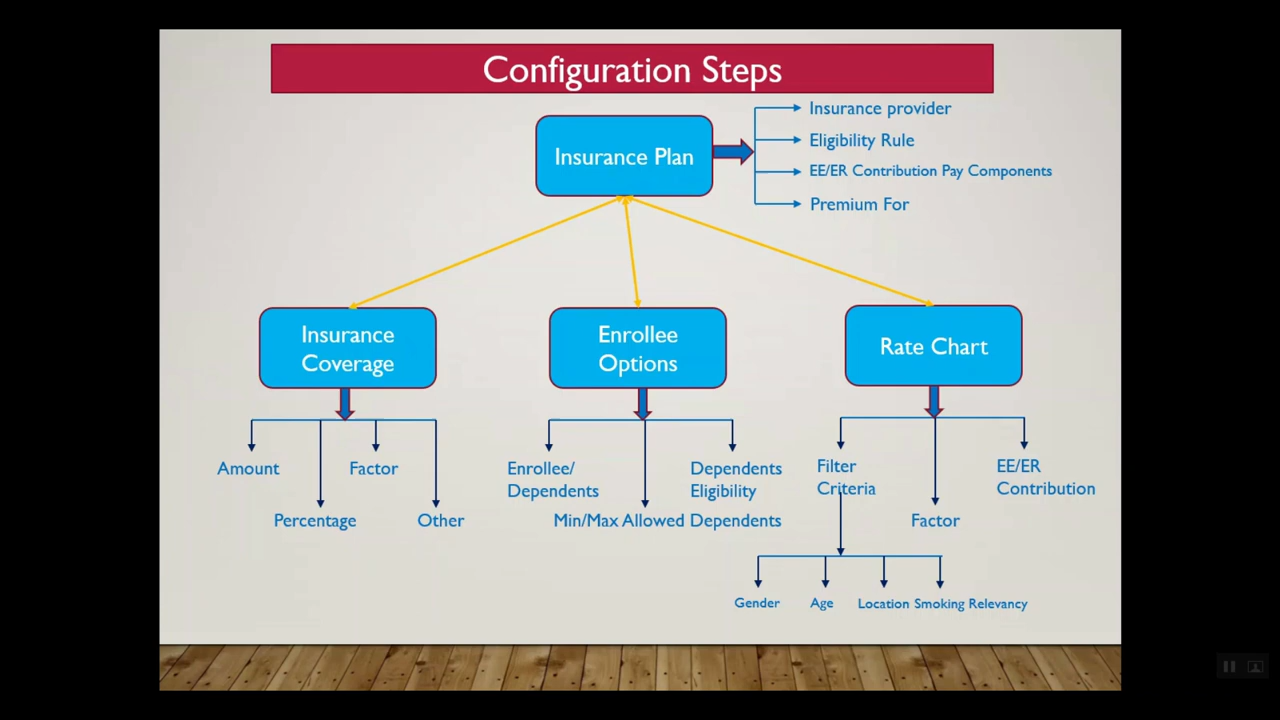 Configuration Steps
Insurance provider
Eligibility Rule
EE/ER Contribution Pay Components
Premium For
Insurance Plan
Insurance
Coverage
Enrollee
Options
Rate Chart
Amount
Factor
Percentage
Other
Enrollee/
Dependents
Dependents
Eligibility
Min/Max Allowed Dependents
Filter
Criteria
Factor
EE/ER
Contribution
Gender
Age
Location
Smoking Relevancy